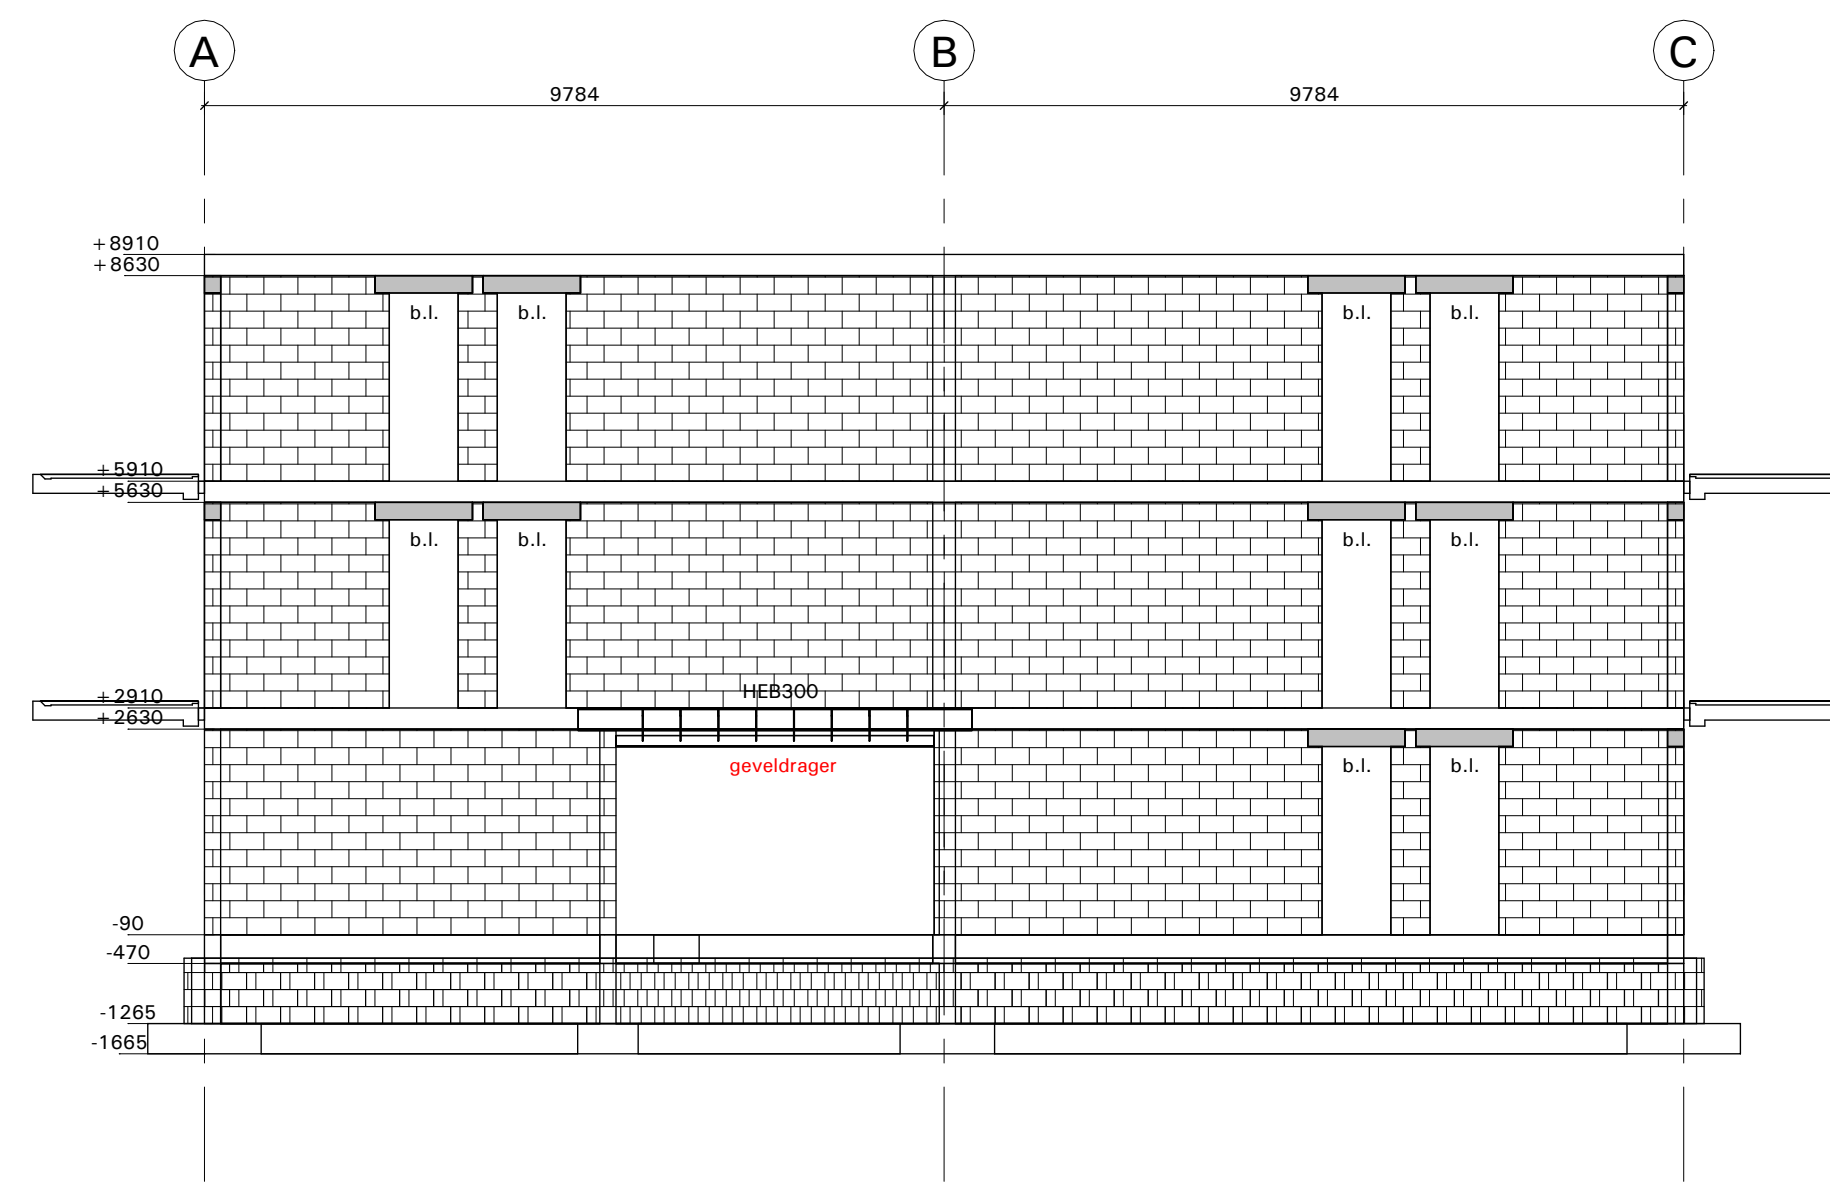 A B C
9784 9784
+8910
+8630
b.l. b.l. b.l. b.l.
+5910
+5630
b.l. b.l. b.l. b.l.
HEB300
+2910
+2630
geveldrager b.l. b.l.
-90
-470
-1265
-1665